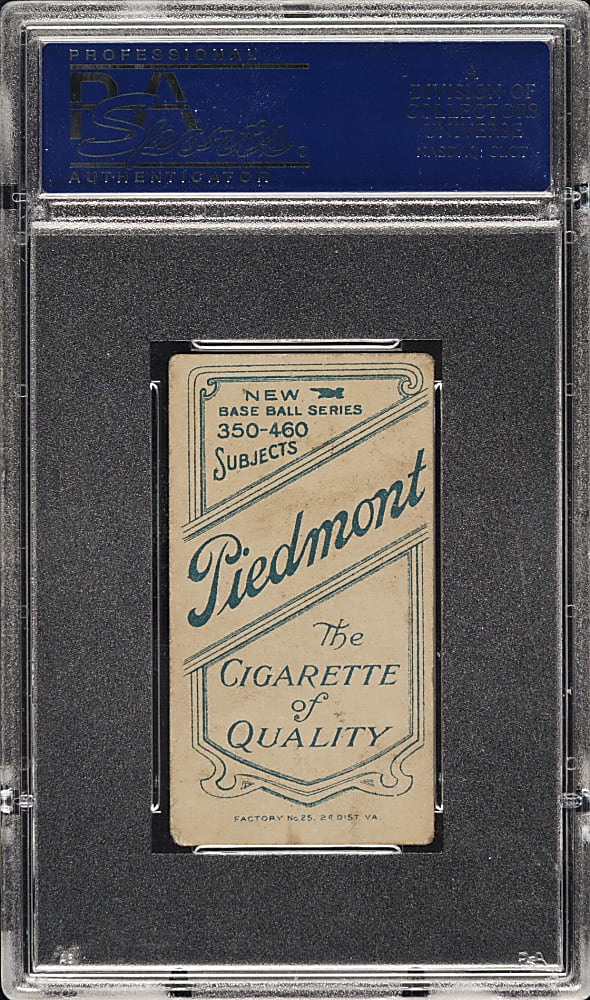 PROFESSIONAL
PSA
Sports
AUTHENTICATOR
A
DIVISION OF
COLLECTORS
UNIVERSE
NASDAQ: CLCT
NEW
BASE BALL SERIES
350-460
SUBJECTS
Piedmont
The
CIGARETTE
of
QUALITY
FACTORY No. 25, 2d DIST. VA.
PSA